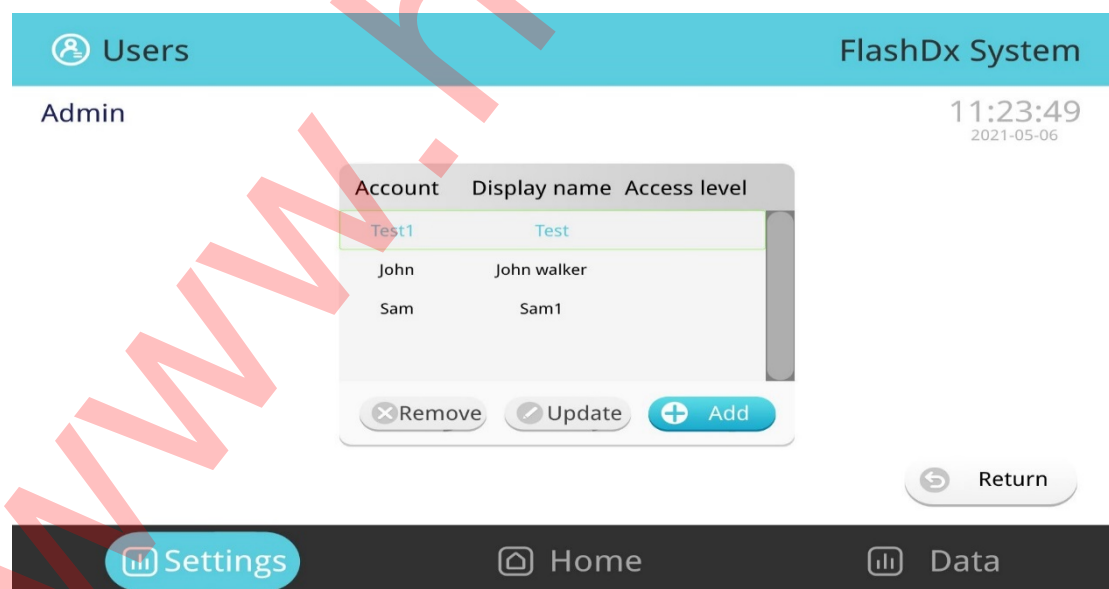 Users FlashDx System
Admin 11:23:49
2021-05-06
Account Display name Access level
Test1 Test
John John walker
Sam Sam1
Remove Update Add
Return
Settings Home Data
www.h